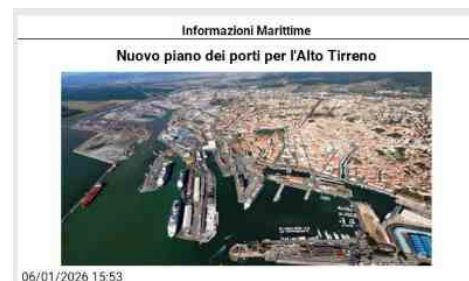 Informazioni Marittime
Nuovo piano dei porti per l'Alto Tirreno
06/01/2026 15:53